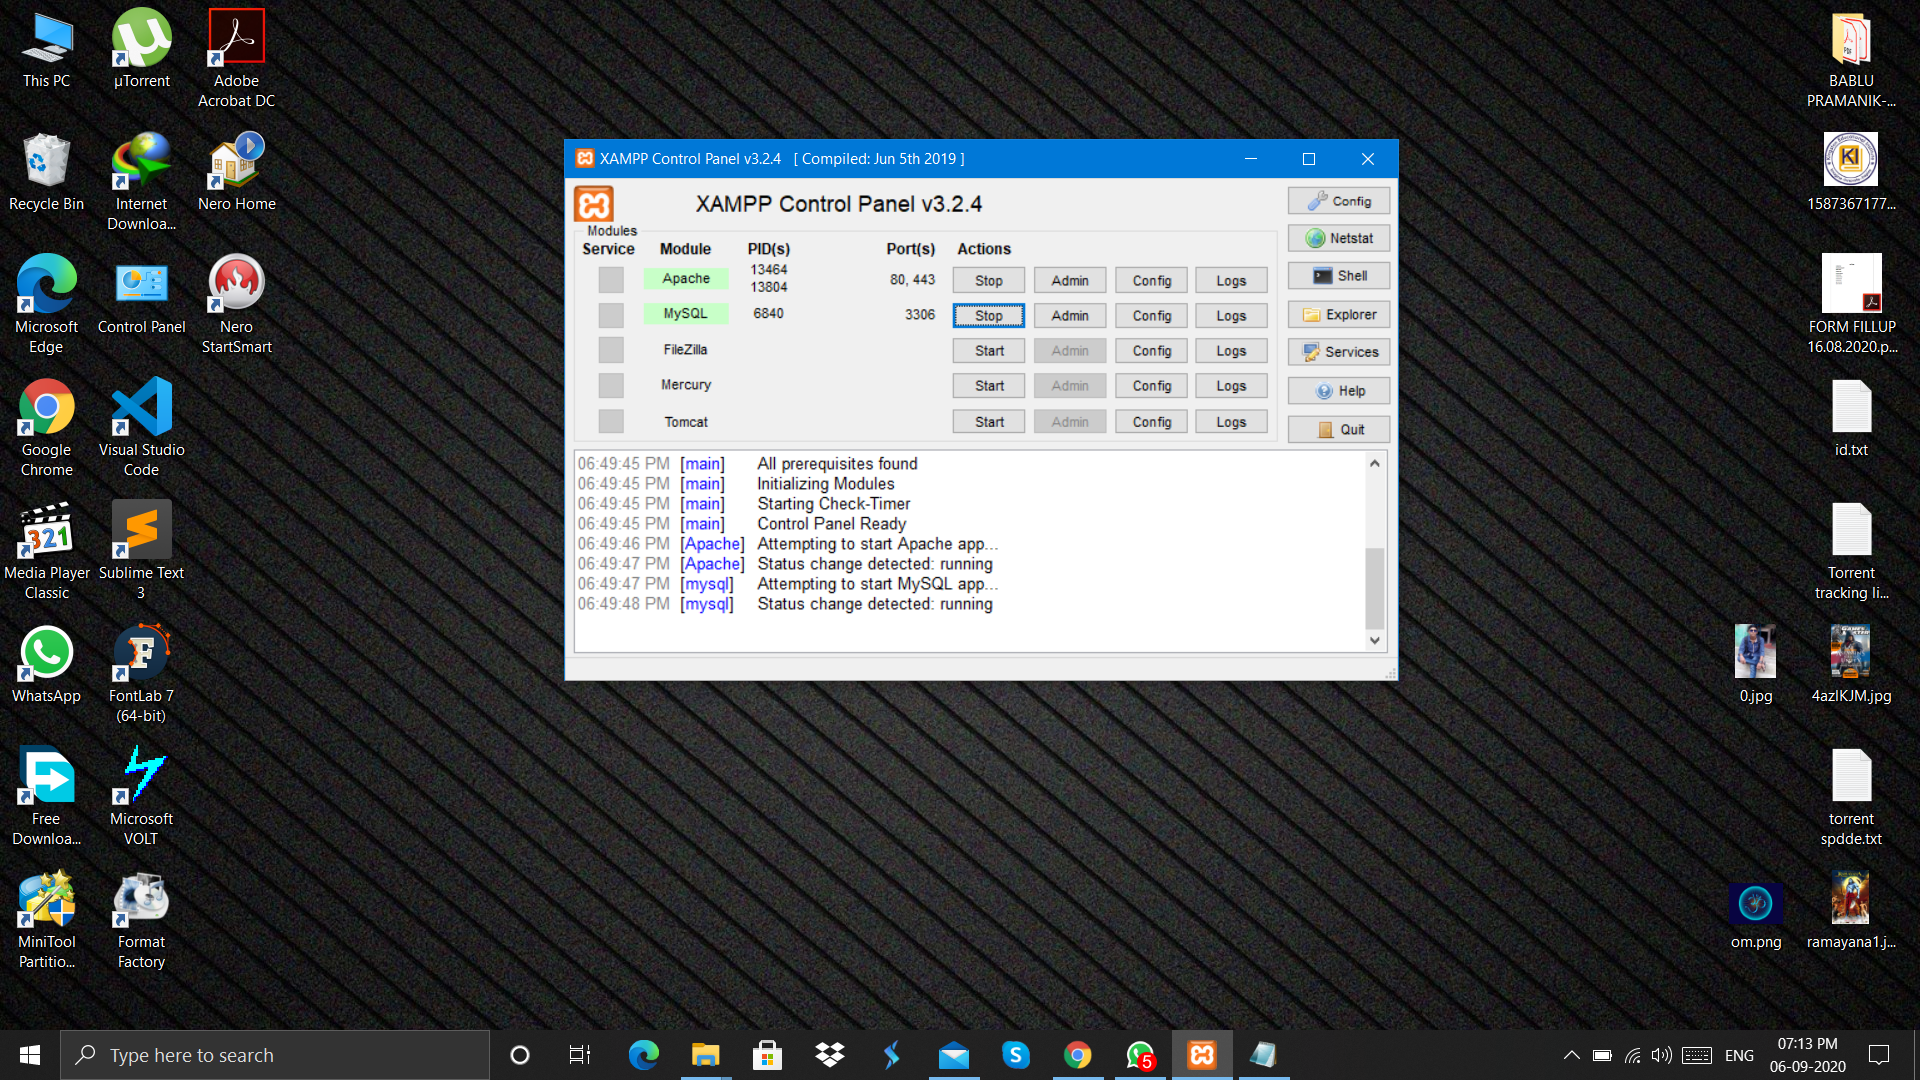 This PC
µTorrent
Adobe
Acrobat DC
Recycle Bin
Internet
Downloa...
Nero Home
Microsoft
Edge
Control Panel
Nero
StartSmart
Google
Chrome
Visual Studio
Code
Media Player
Classic
Sublime Text
3
WhatsApp
FontLab 7
(64-bit)
Free
Downloa...
Microsoft
VOLT
MiniTool
Partitio...
Format
Factory
XAMPP Control Panel v3.2.4 [ Compiled: Jun 5th 2019 ]
XAMPP Control Panel v3.2.4
Modules
Service Module PID(s) Port(s) Actions
Apache 13464 13804 80, 443 Stop Admin Config Logs
MySQL 6840 3306 Stop Admin Config Logs
FileZilla Start Admin Config Logs
Mercury Start Admin Config Logs
Tomcat Start Admin Config Logs
Config
Netstat
Shell
Explorer
Services
Help
Quit
06:49:45 PM [main] All prerequisites found
06:49:45 PM [main] Initializing Modules
06:49:45 PM [main] Starting Check-Timer
06:49:45 PM [main] Control Panel Ready
06:49:46 PM [Apache] Attempting to start Apache app...
06:49:47 PM [Apache] Status change detected: running
06:49:47 PM [mysql] Attempting to start MySQL app...
06:49:48 PM [mysql] Status change detected: running
BABLU
PRAMANIK-...
KI
1587367177...
FORM FILLUP
16.08.2020.p...
id.txt
Torrent
tracking li...
0.jpg
4azlKJM.jpg
torrent
spdde.txt
om.png
ramayana1.j...
Type here to search
5
ENG
07:13 PM
06-09-2020